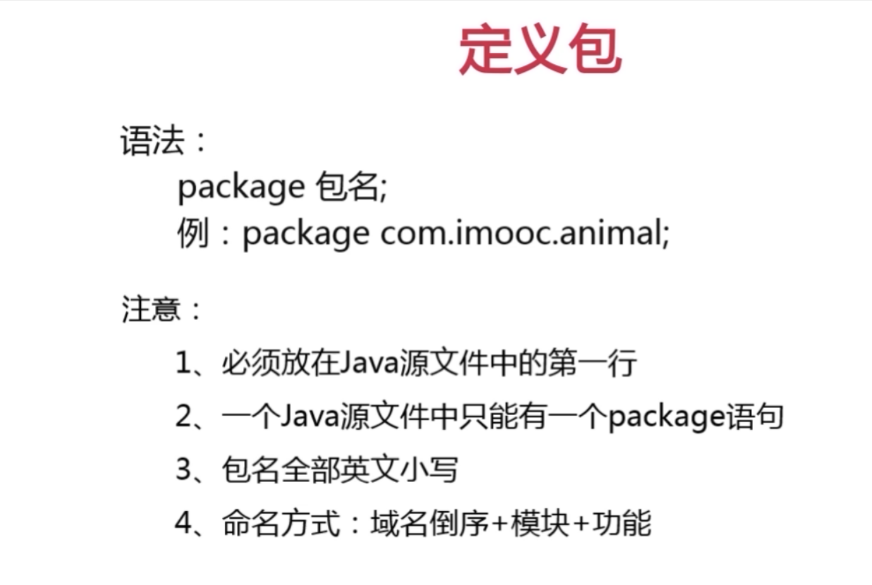 定义包
语法：
package 包名;
例：package com.imooc.animal;
注意：
1、必须放在Java源文件中的第一行
2、一个Java源文件中只能有一个package语句
3、包名全部英文小写
4、命名方式：域名倒序+模块+功能